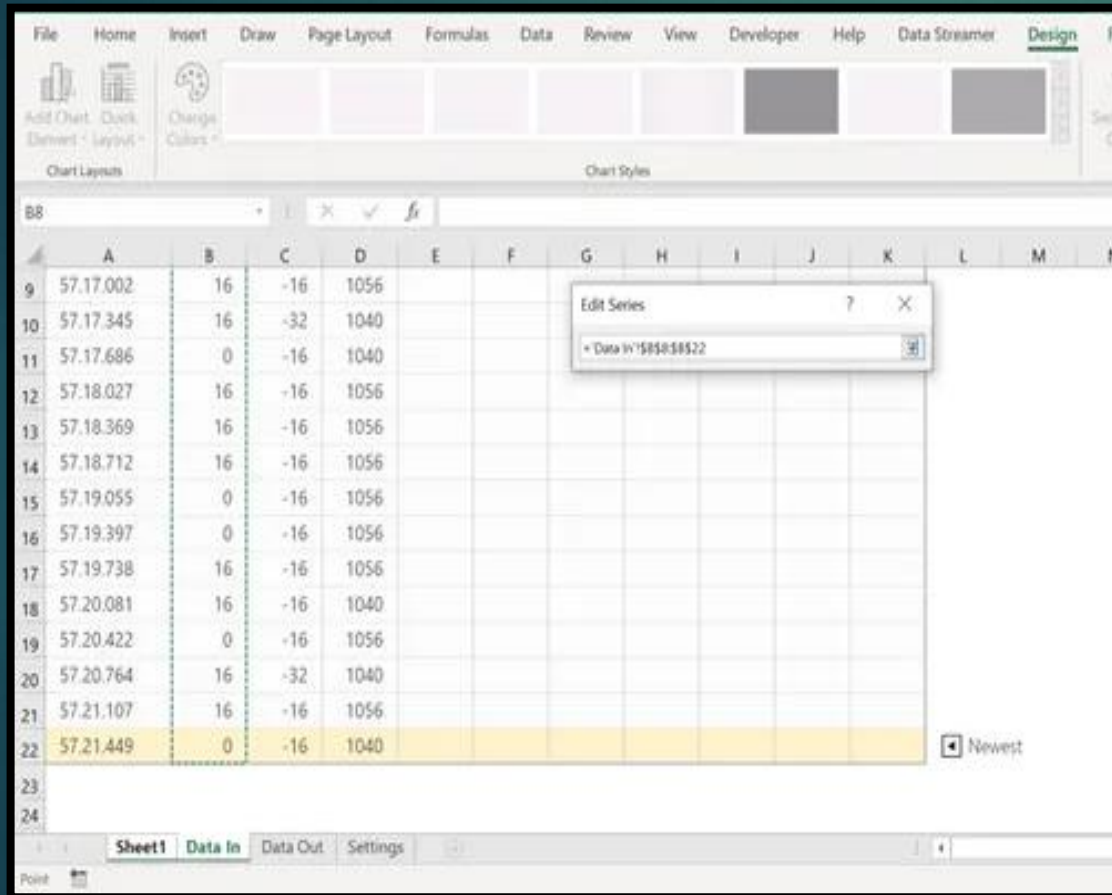 File Home Insert Draw Page Layout Formulas Data Review View Developer Help Data Streamer Design
Add Chart Element Quick Layout Change Colors
Chart Layouts Chart Styles
B8 fx
A B C D E F G H I J K L M
9 57.17.002 16 -16 1056
Edit Series ? ×
10 57.17.345 16 -32 1040
='Data In'!$B$8:$B$22
11 57.17.686 0 -16 1040
12 57.18.027 16 -16 1056
13 57.18.369 16 -16 1056
14 57.18.712 16 -16 1056
15 57.19.055 0 -16 1056
16 57.19.397 0 -16 1056
17 57.19.738 16 -16 1056
18 57.20.081 16 -16 1040
19 57.20.422 0 -16 1056
20 57.20.764 16 -32 1040
21 57.21.107 16 -16 1056
22 57.21.449 0 -16 1040 Newest
23
24
Sheet1 Data In Data Out Settings
Point